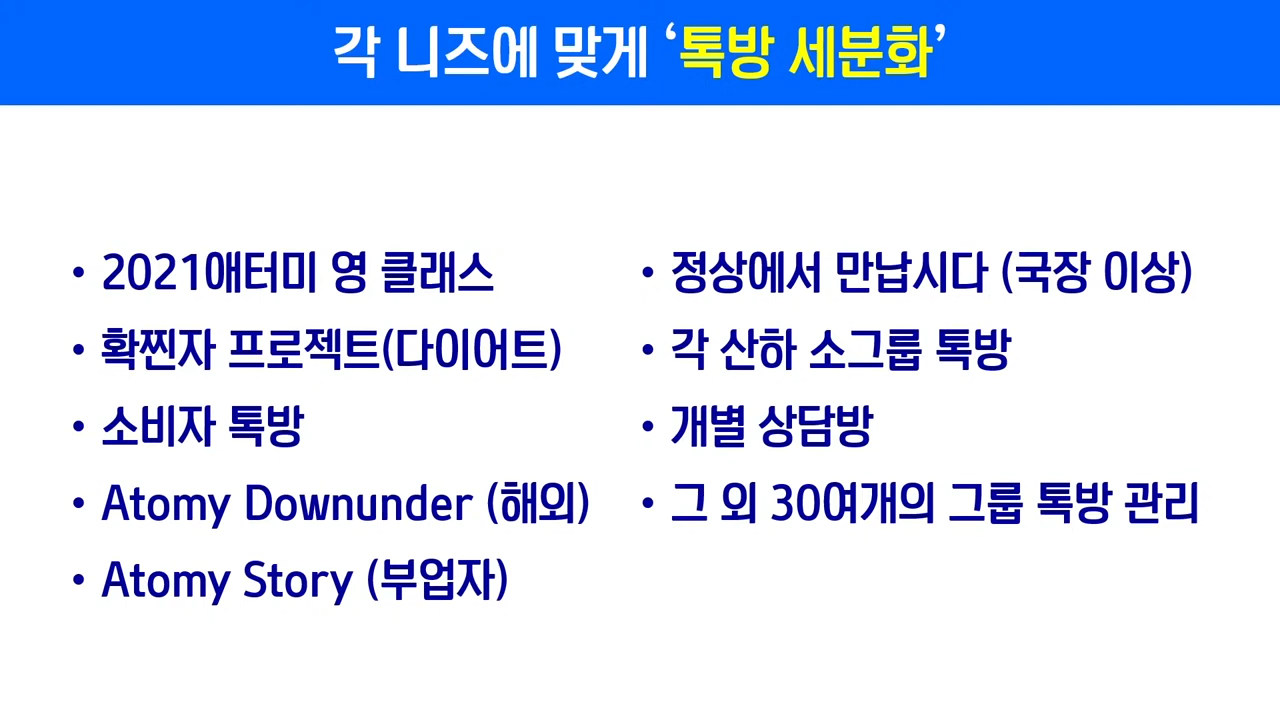 각 니즈에 맞게 ‘톡방 세분화’
• 2021애터미 영 클래스
• 확찐자 프로젝트(다이어트)
• 소비자 톡방
• Atomy Downunder (해외)
• Atomy Story (부업자)
• 정상에서 만납시다 (국장 이상)
• 각 산하 소그룹 톡방
• 개별 상담방
• 그 외 30여개의 그룹 톡방 관리